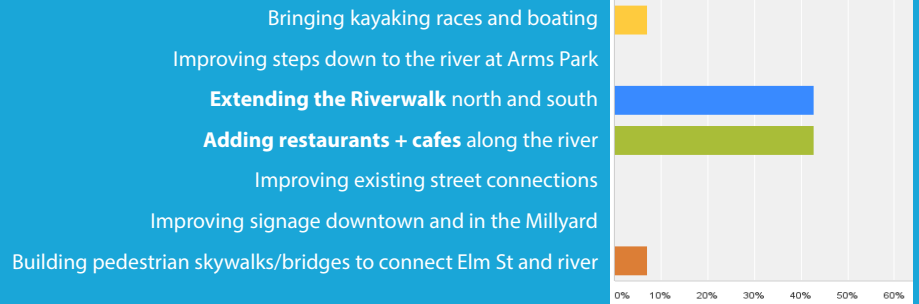 Bringing kayaking races and boating
Improving steps down to the river at Arms Park
Extending the Riverwalk north and south
Adding restaurants + cafes along the river
Improving existing street connections
Improving signage downtown and in the Millyard
Building pedestrian skywalks/bridges to connect Elm St and river
0% 10% 20% 30% 40% 50% 60%